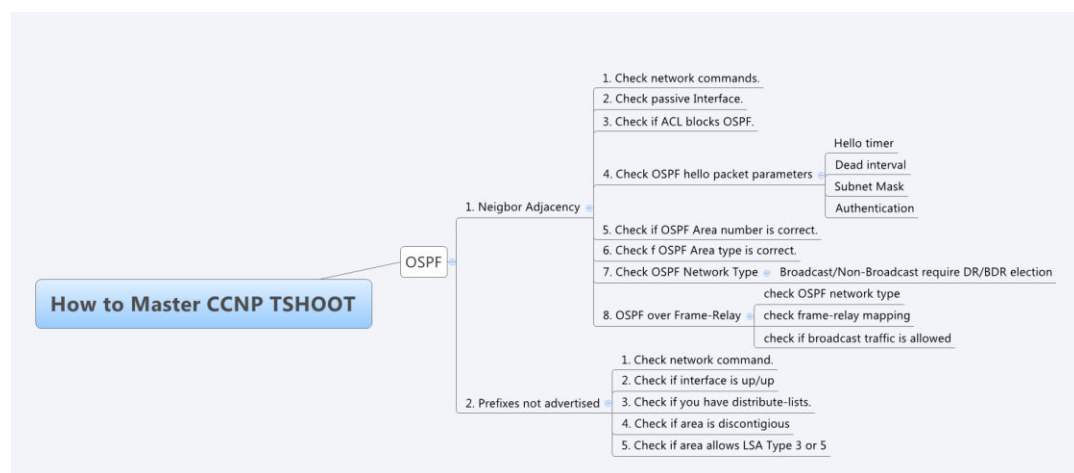 How to Master CCNP TSHOOT
OSPF
1. Neigbor Adjacency
1. Check network commands.
2. Check passive Interface.
3. Check if ACL blocks OSPF.
4. Check OSPF hello packet parameters
Hello timer
Dead interval
Subnet Mask
Authentication
5. Check if OSPF Area number is correct.
6. Check f OSPF Area type is correct.
7. Check OSPF Network Type
Broadcast/Non-Broadcast require DR/BDR election
8. OSPF over Frame-Relay
check OSPF network type
check frame-relay mapping
check if broadcast traffic is allowed
2. Prefixes not advertised
1. Check network command.
2. Check if interface is up/up
3. Check if you have distribute-lists.
4. Check if area is discontigious
5. Check if area allows LSA Type 3 or 5